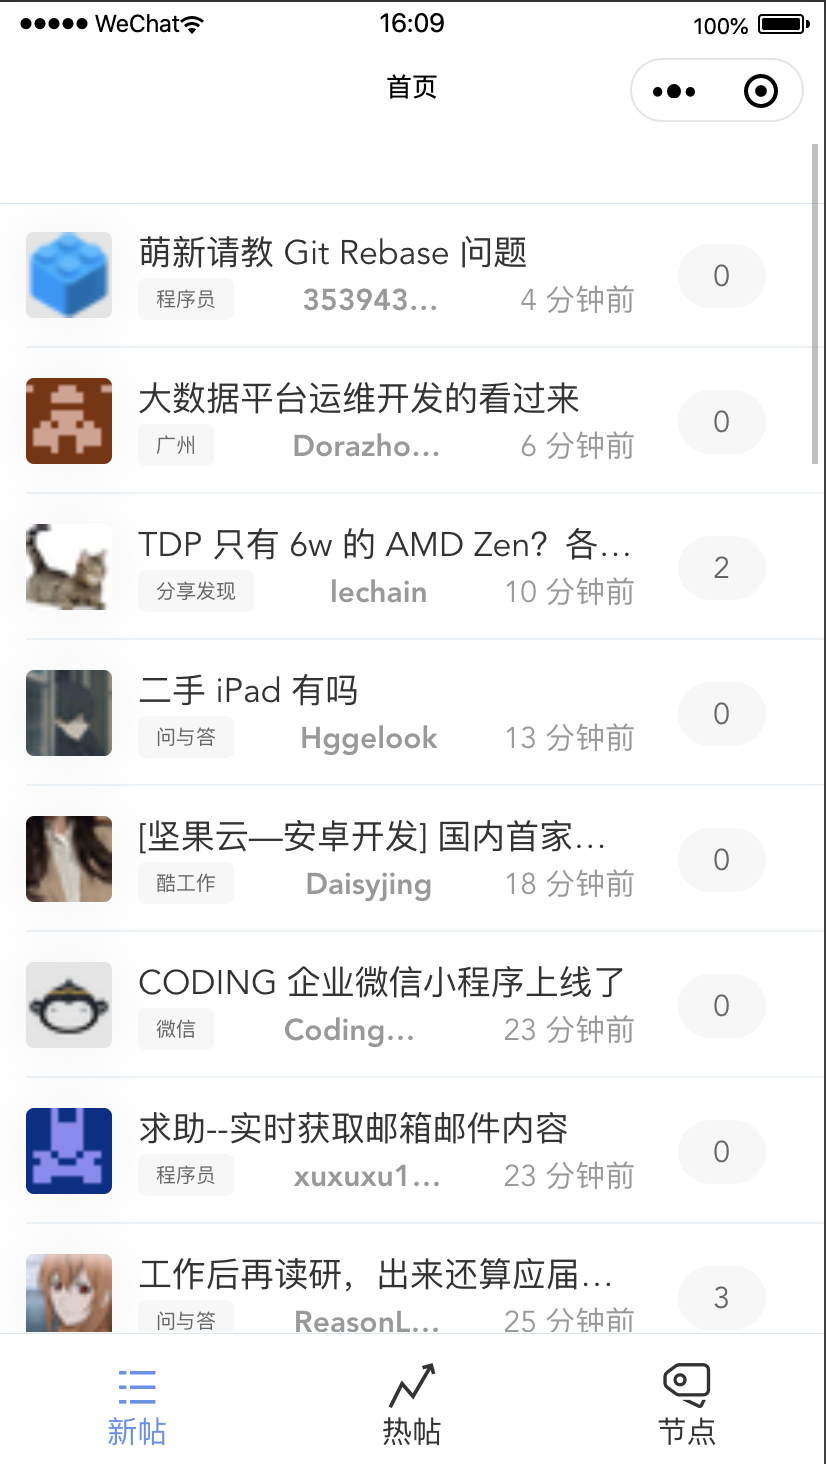 ●●●●● WeChat 16:09 100%
首页
萌新请教 Git Rebase 问题 0
程序员 353943... 4 分钟前
大数据平台运维开发的看过来 0
广州 Dorazho... 6 分钟前
TDP 只有 6w 的 AMD Zen？各... 2
分享发现 lechain 10 分钟前
二手 iPad 有吗 0
问与答 Hggelook 13 分钟前
[坚果云—安卓开发] 国内首家... 0
酷工作 Daisyjing 18 分钟前
CODING 企业微信小程序上线了 0
微信 Coding... 23 分钟前
求助--实时获取邮箱邮件内容 0
程序员 xuxuxu1... 23 分钟前
工作后再读研，出来还算应届... 3
问与答 ReasonL... 25 分钟前
新帖 热帖 节点